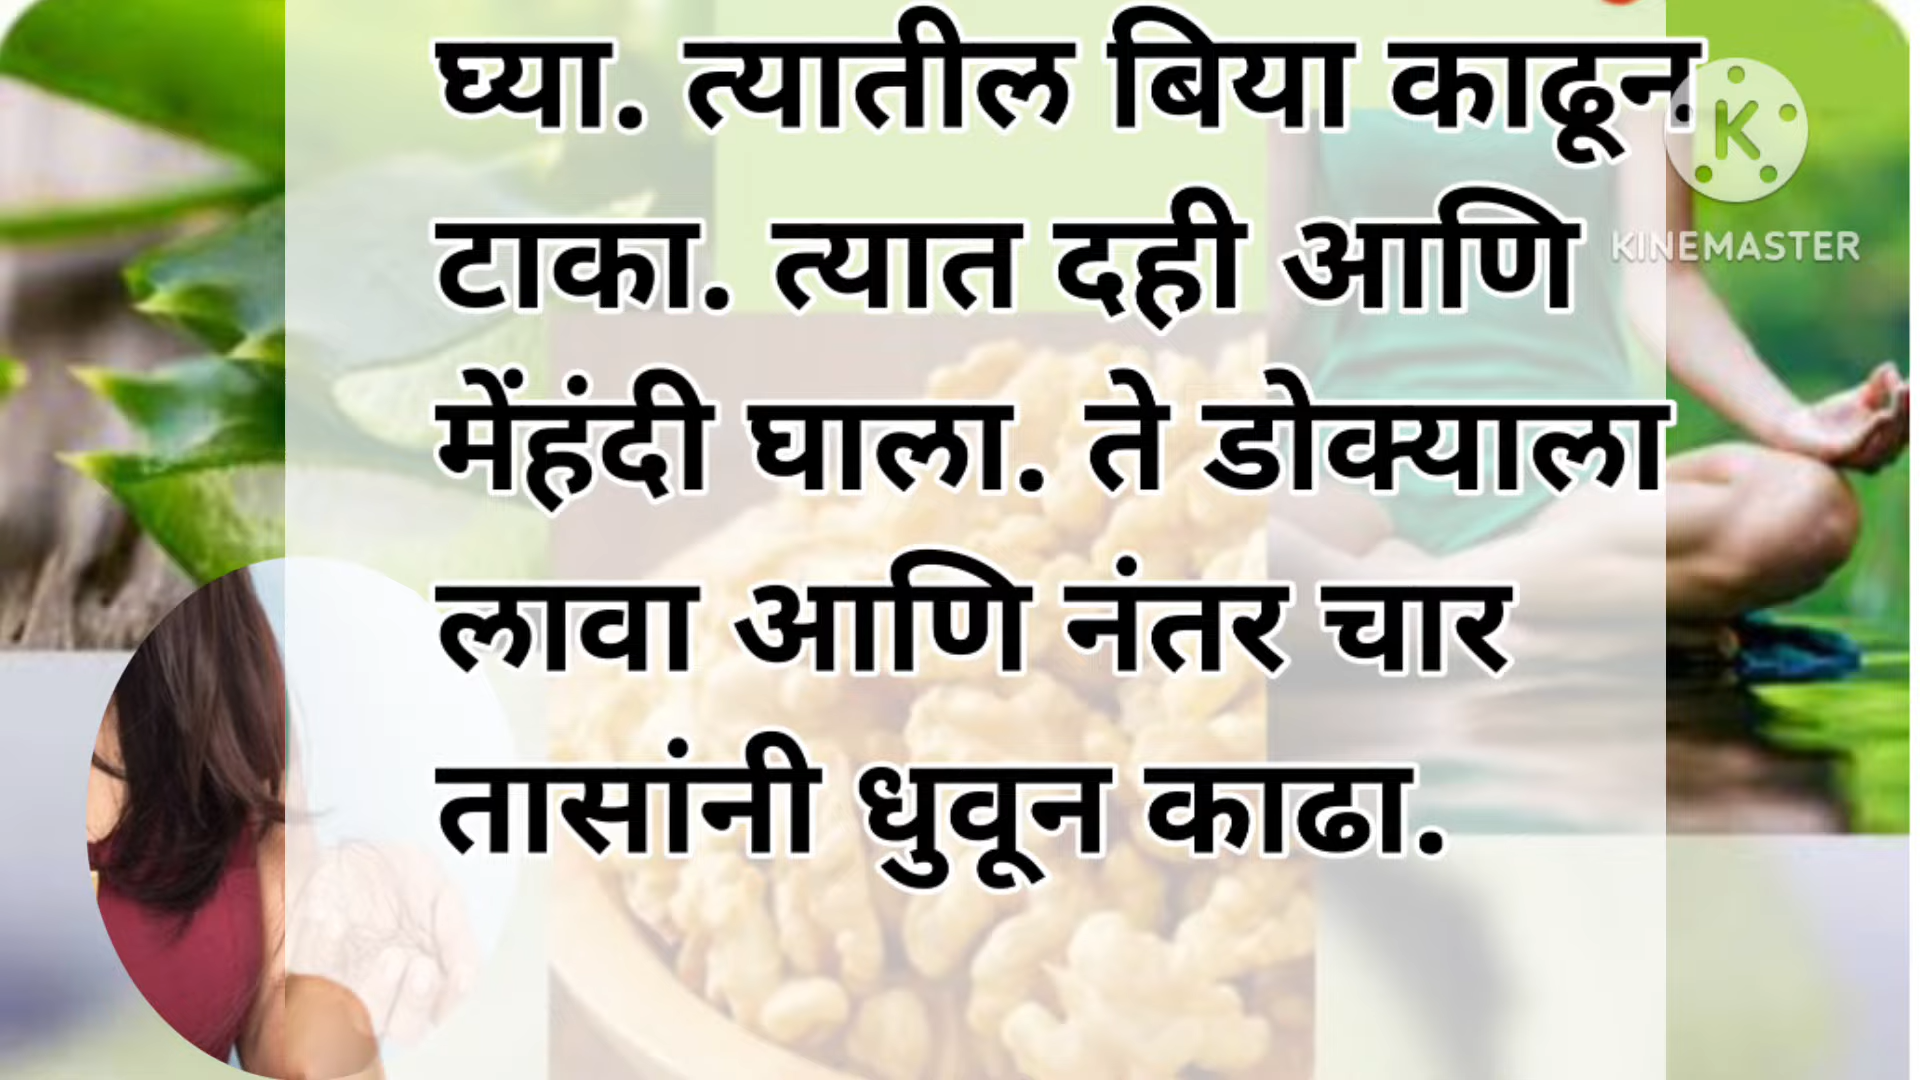 घ्या. त्यातील बिया काढून
टाका. त्यात दही आणि
मेंहंदी घाला. ते डोक्याला
लावा आणि नंतर चार
तासांनी धुवून काढा.
K
KINEMASTER